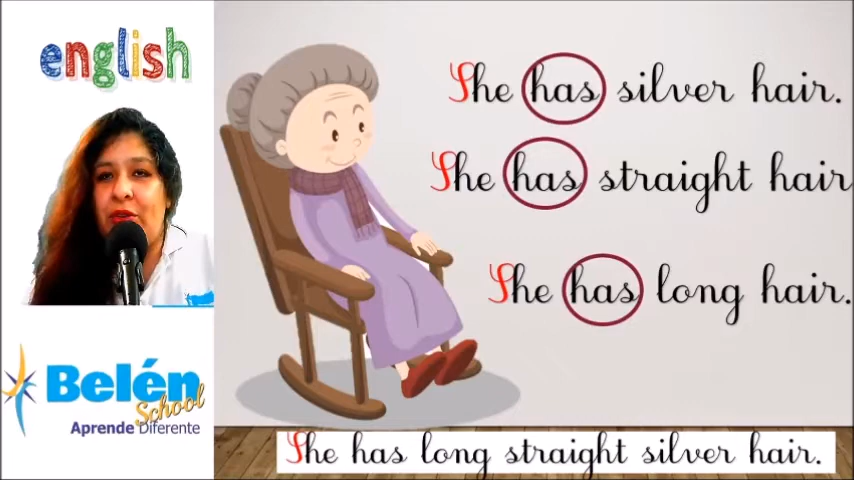 english
She has silver hair.
She has straight hair
She has long hair.
Belén
School
Aprende Diferente
She has long straight silver hair.